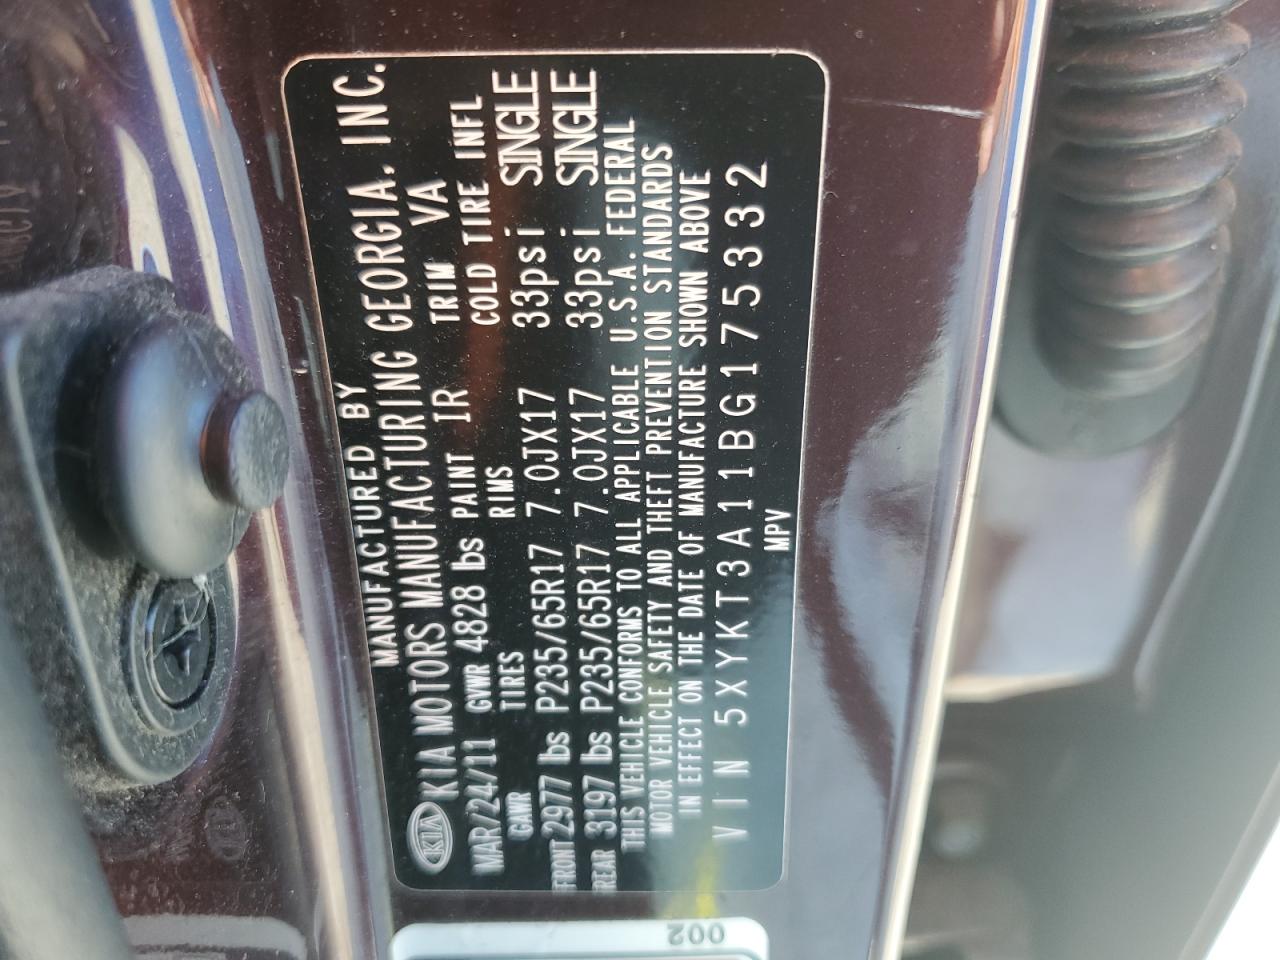 MANUFACTURED BY
KIA KIA MOTORS MANUFACTURING GEORGIA, INC.
MAR/24/11 GVWR 4828 lbs PAINT IR TRIM VA
GAWR TIRES RIMS COLD TIRE INFL
FRONT 2977 lbs P235/65R17 7.0JX17 33psi SINGLE
REAR 3197 lbs P235/65R17 7.0JX17 33psi SINGLE
THIS VEHICLE CONFORMS TO ALL APPLICABLE U.S.A. FEDERAL
MOTOR VEHICLE SAFETY AND THEFT PREVENTION STANDARDS
IN EFFECT ON THE DATE OF MANUFACTURE SHOWN ABOVE
VIN 5XYKT3A11BG175332
MPV
002